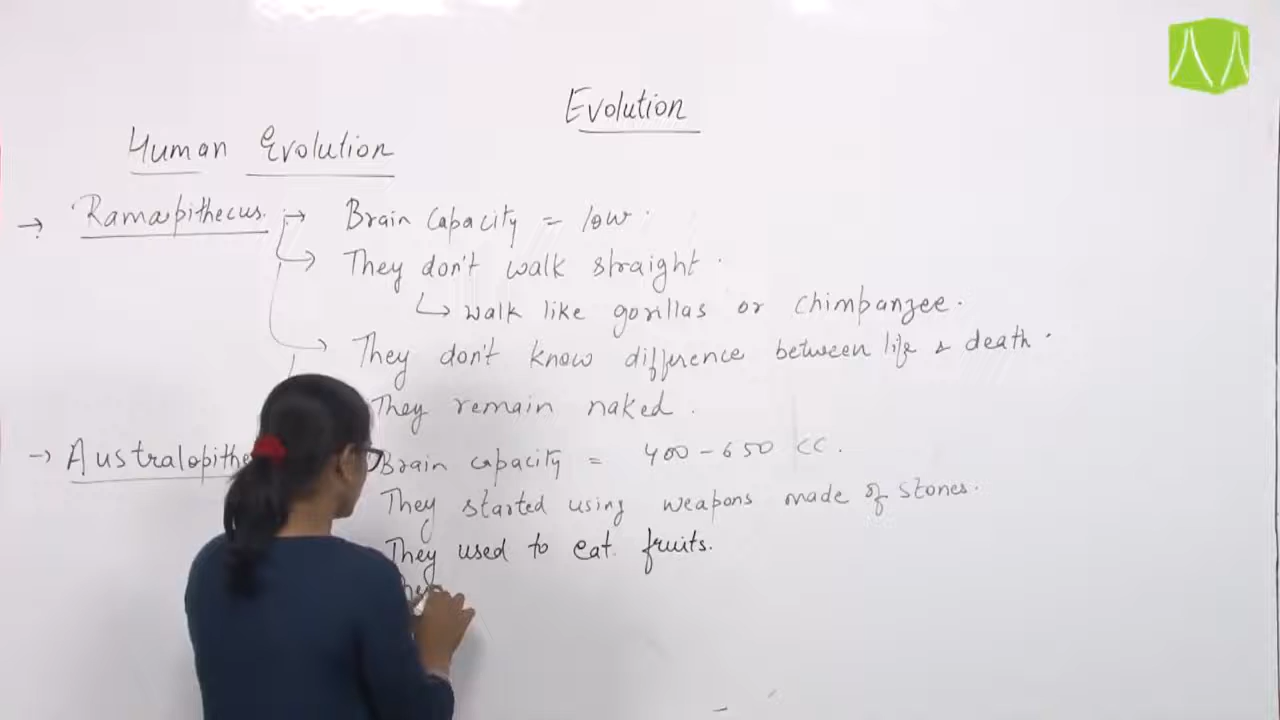 Evolution
Human Evolution
→ Ramapithecus. → Brain Capacity = low.
→ They don't walk straight.
↳ walk like gorillas or chimpanzee.
→ They don't know difference between life & death.
They remain naked.
→ Australopithe Brain capacity = 400-650 cc.
They started using weapons made of stones.
They used to eat fruits.